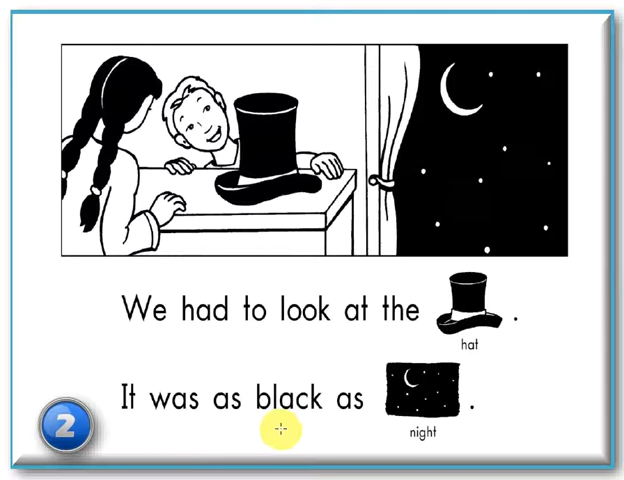 We had to look at the .
hat
It was as black as .
night
2